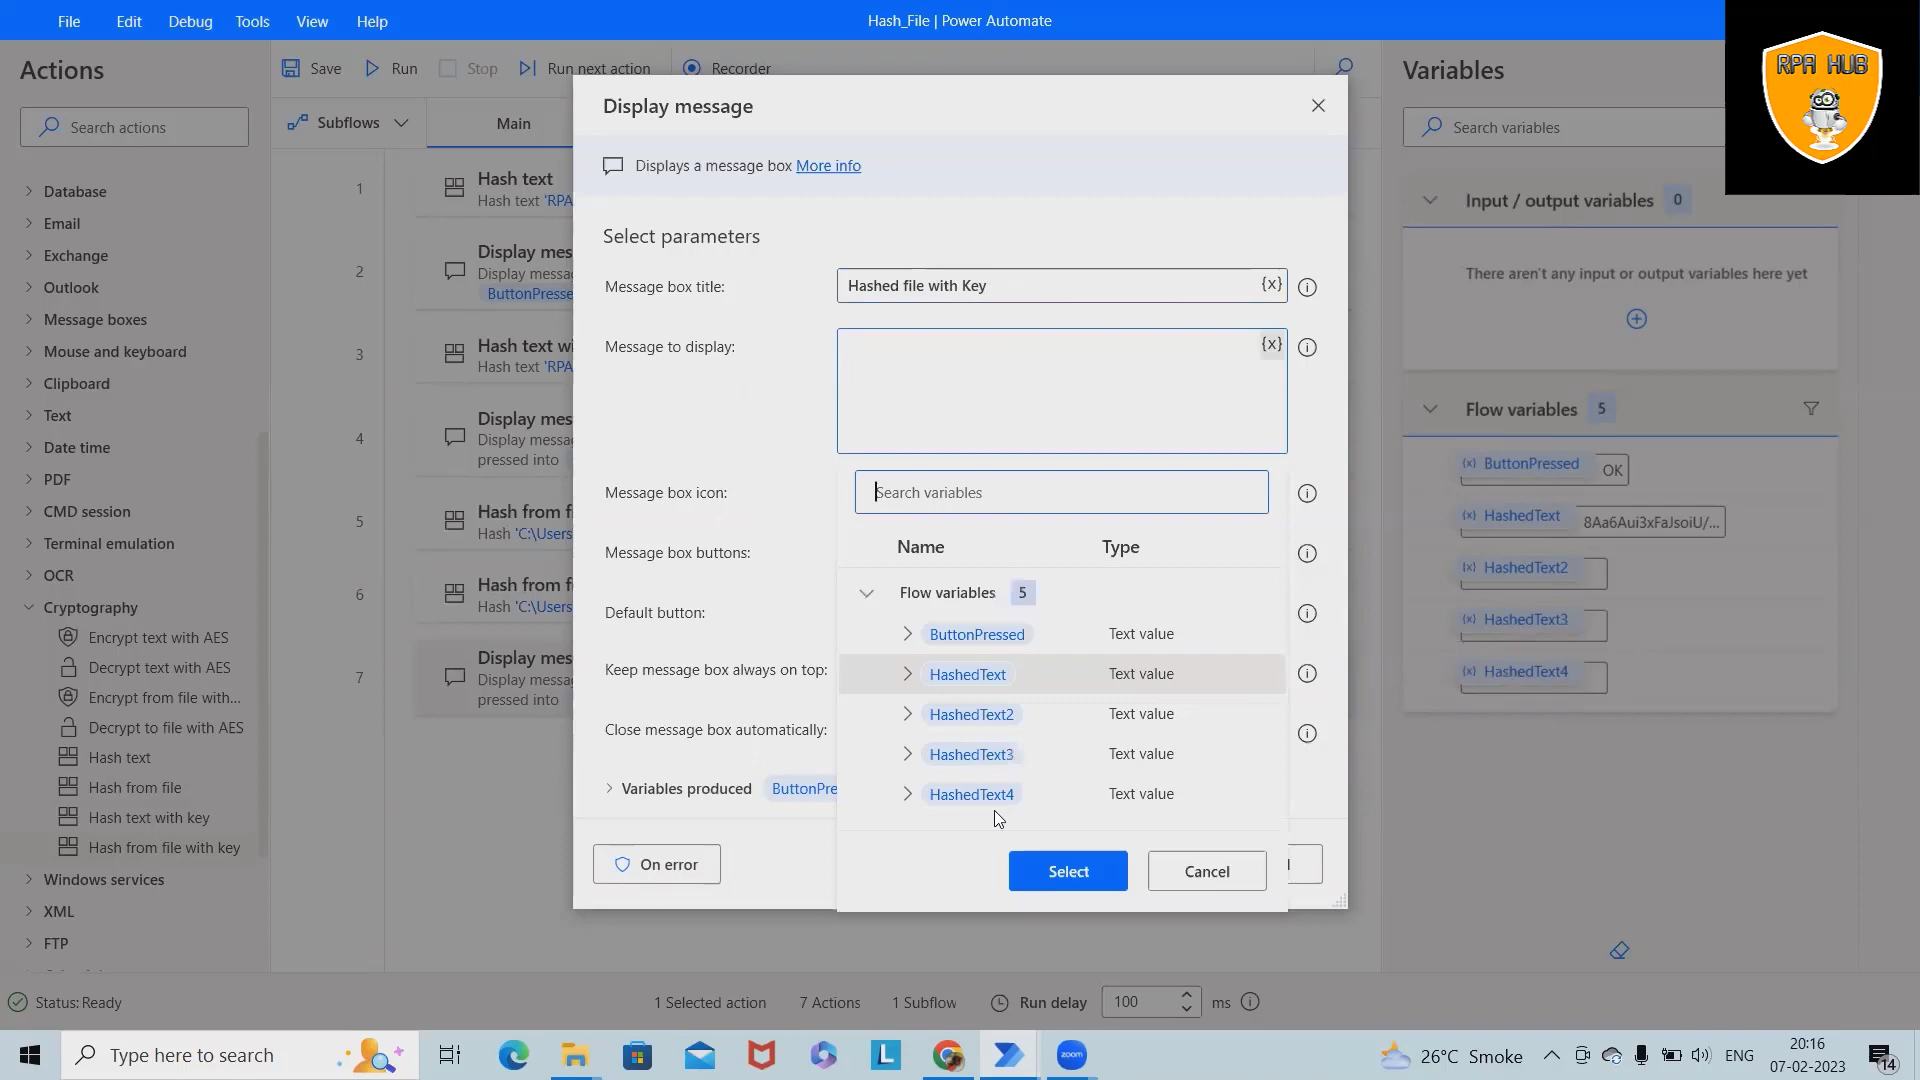 File
Edit
Debug
Tools
View
Help
Hash_File | Power Automate
RPA HUB
Actions
Search actions
Database
Email
Exchange
Outlook
Message boxes
Mouse and keyboard
Clipboard
Text
Date time
PDF
CMD session
Terminal emulation
OCR
Cryptography
Encrypt text with AES
Decrypt text with AES
Encrypt from file with...
Decrypt to file with AES
Hash text
Hash from file
Hash text with key
Hash from file with key
Windows services
XML
FTP
Save
Run
Stop
Run next action
Recorder
Subflows
Main
1
Hash text
Hash text 'RPA
2
Display mes
Display messa
ButtonPresse
3
Hash text wi
Hash text 'RPA
4
Display mes
Display messa
pressed into
5
Hash from f
Hash 'C:\Users
6
Hash from f
Hash 'C:\Users
7
Display mes
Display messa
pressed into
Display message
Displays a message box More info
Select parameters
Message box title:
Hashed file with Key
{x}
Message to display:
{x}
Message box icon:
Message box buttons:
Default button:
Keep message box always on top:
Close message box automatically:
Variables produced
ButtonPre
On error
Search variables
Name
Type
Flow variables 5
ButtonPressed
Text value
HashedText
Text value
HashedText2
Text value
HashedText3
Text value
HashedText4
Text value
Select
Cancel
Variables
Search variables
Input / output variables 0
There aren't any input or output variables here yet
Flow variables 5
(x) ButtonPressed
OK
(x) HashedText
8Aa6Aui3xFaJsoiU/...
(x) HashedText2
(x) HashedText3
(x) HashedText4
Status: Ready
1 Selected action
7 Actions
1 Subflow
Run delay
100
ms
Type here to search
L
zoom
26°C Smoke
ENG
20:16
07-02-2023
14